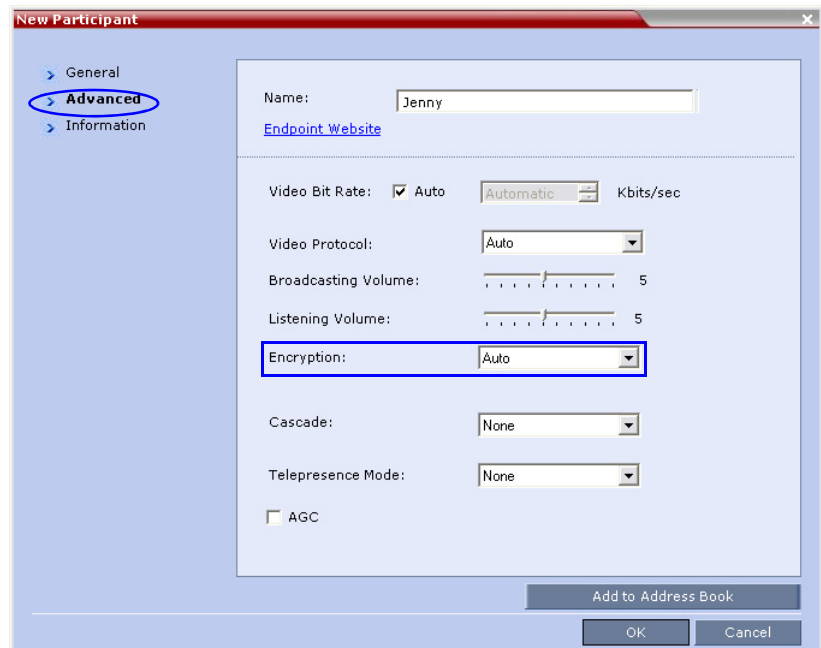 New Participant
General
Advanced
Information
Name: Jenny
Endpoint Website
Video Bit Rate: Auto Automatic Kbits/sec
Video Protocol: Auto
Broadcasting Volume: 5
Listening Volume: 5
Encryption: Auto
Cascade: None
Telepresence Mode: None
AGC
Add to Address Book
OK Cancel